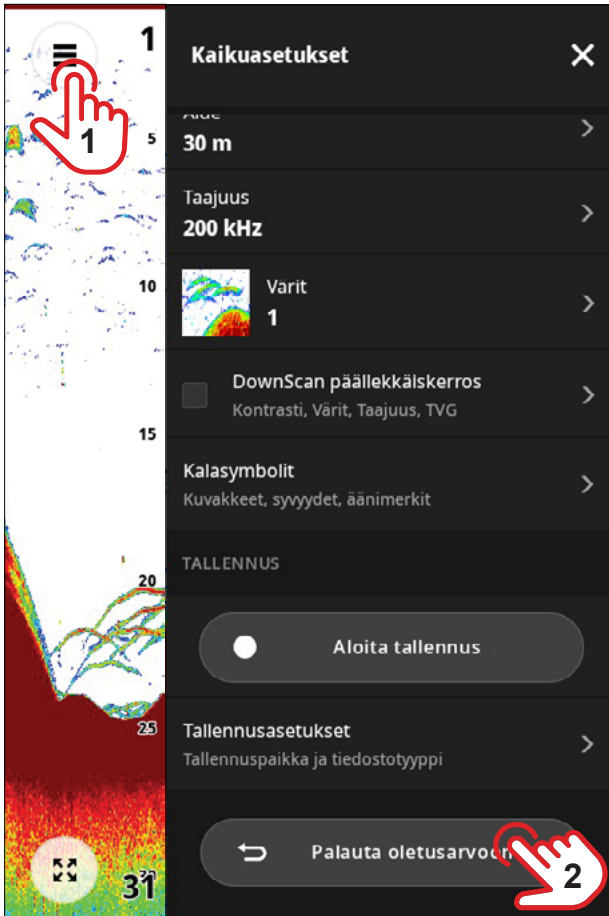 1
Kaikuasetukset
1
5
30 m
Taajuus
200 kHz
10
Värit
1
DownScan päällekkäiskerros
Kontrasti, Värit, Taajuus, TVG
15
Kalasymbolit
Kuvakkeet, syvyydet, äänimerkit
TALLENNUS
20
Aloita tallennus
25
Tallennusasetukset
Tallennuspaikka ja tiedostotyyppi
Palauta oletusarvoon
2
31